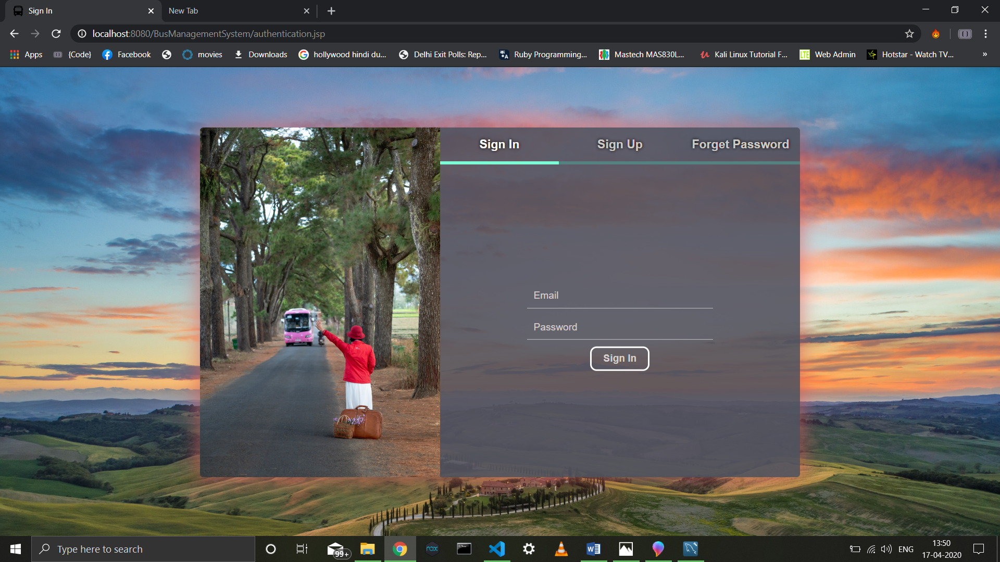 Sign In
New Tab
localhost:8080/BusManagementSystem/authentication.jsp
Apps
{Code}
Facebook
movies
Downloads
hollywood hindi du...
Delhi Exit Polls: Rep...
Ruby Programming...
Mastech MAS830L...
Kali Linux Tutorial F...
LTE
Web Admin
Hotstar - Watch TV...
»
Sign In
Sign Up
Forget Password
Email
Password
Sign In
Type here to search
99+
nox
ENG
13:50
17-04-2020